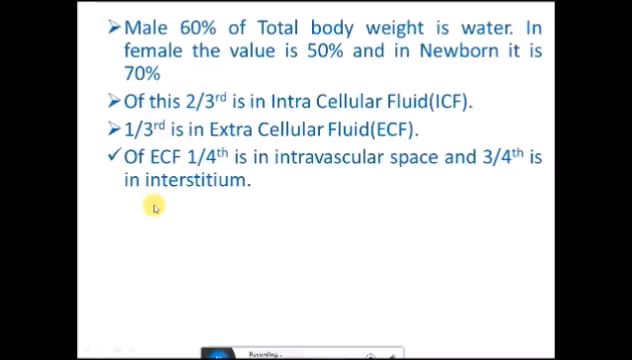 ➢Male 60% of Total body weight is water. In
female the value is 50% and in Newborn it is
70%
➢Of this 2/3rd is in Intra Cellular Fluid(ICF).
➢1/3rd is in Extra Cellular Fluid(ECF).
✓Of ECF 1/4th is in intravascular space and 3/4th is
in interstitium.
Recording...